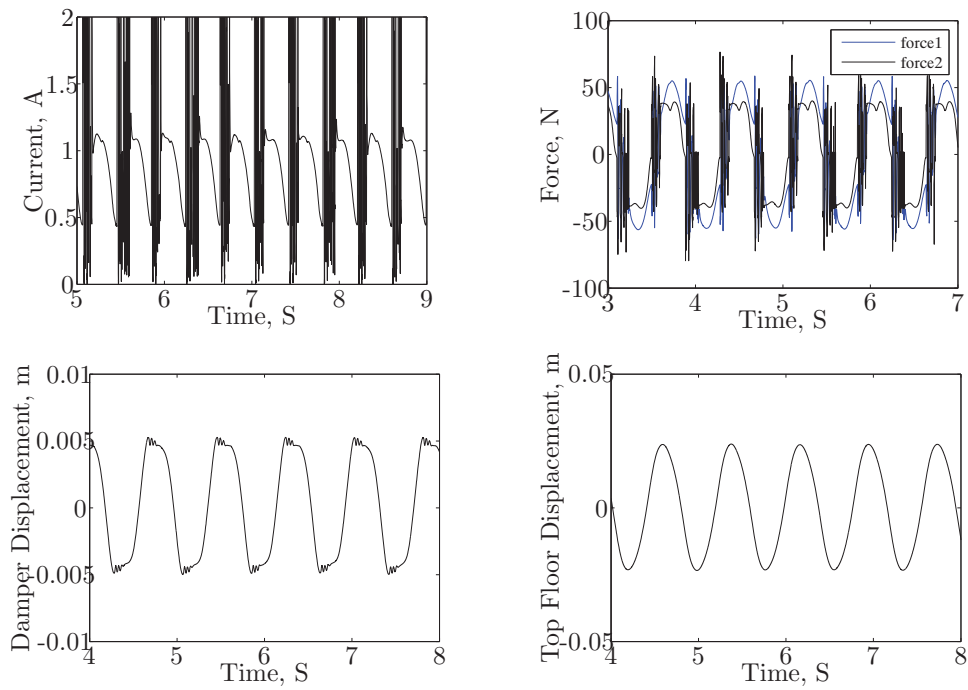 Current, A
2
1.5
1
0.5
0
5 6 7 8 9
Time, S
Force, N
100
50
0
-50
-100
3 4 5 6 7
Time, S
force1
force2
Damper Displacement, m
0.01
0.005
0
-0.005
-0.01
4 5 6 7 8
Time, S
Top Floor Displacement, m
0.05
0
-0.05
4 5 6 7 8
Time, S